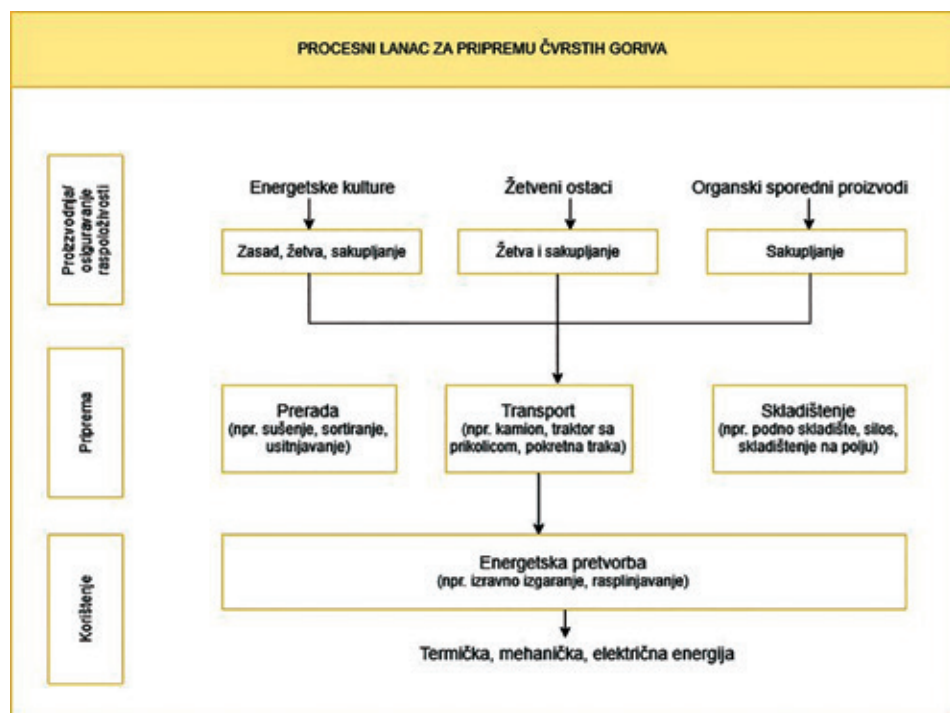 PROCESNI LANAC ZA PRIPREMU ČVRSTIH GORIVA
Proizzvodnja/
osiguravanje
raspoloživosti
Energetske kulture
Žetveni ostaci
Organski sporedni proizvodi
Zasad, žetva, sakupljanje
Žetva i sakupljanje
Sakupljanje
Priprema
Prerada
(npr. sušenje, sortiranje,
usitnjavanje)
Transport
(npr. kamion, traktor sa
prikolicom, pokretna traka)
Skladištenje
(npr. podno skladište, silos,
skladištenje na polju)
Korištenje
Energetska pretvorba
(npr. izravno izgaranje, rasplinjavanje)
Termička, mehanička, električna energija